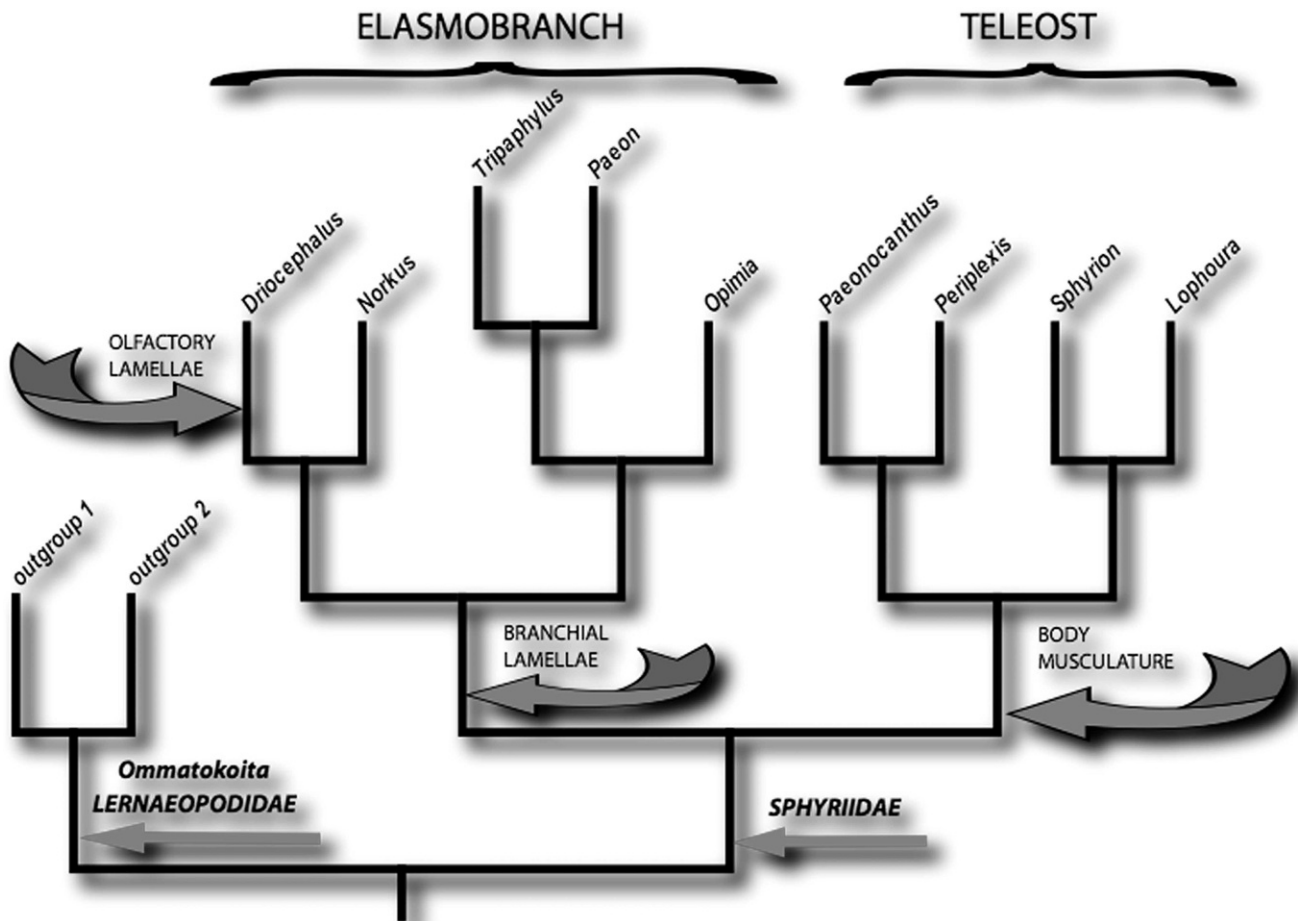 ELASMOBRANCH
TELEOST
Tripaphylus
Paeon
Driocephalus
Norkus
Opimia
Paeonocanthus
Periplexis
Sphyrion
Lophoura
OLFACTORY
LAMELLAE
outgroup 1
outgroup 2
BRANCHIAL
LAMELLAE
BODY
MUSCULATURE
Ommatokoita
LERNAEOPODIDAE
SPHYRIIDAE